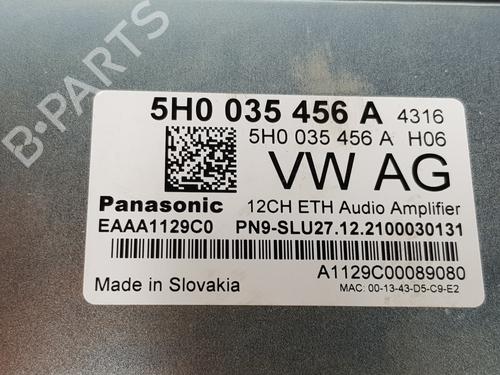 5H0 035 456 A 4316
5H0 035 456 A H06
VW AG
Panasonic 12CH ETH Audio Amplifier
EAAA1129C0 PN9-SLU27.12.2100030131
A1129C00089080
Made in Slovakia
MAC: 00-13-43-D5-C9-E2
B-PARTS